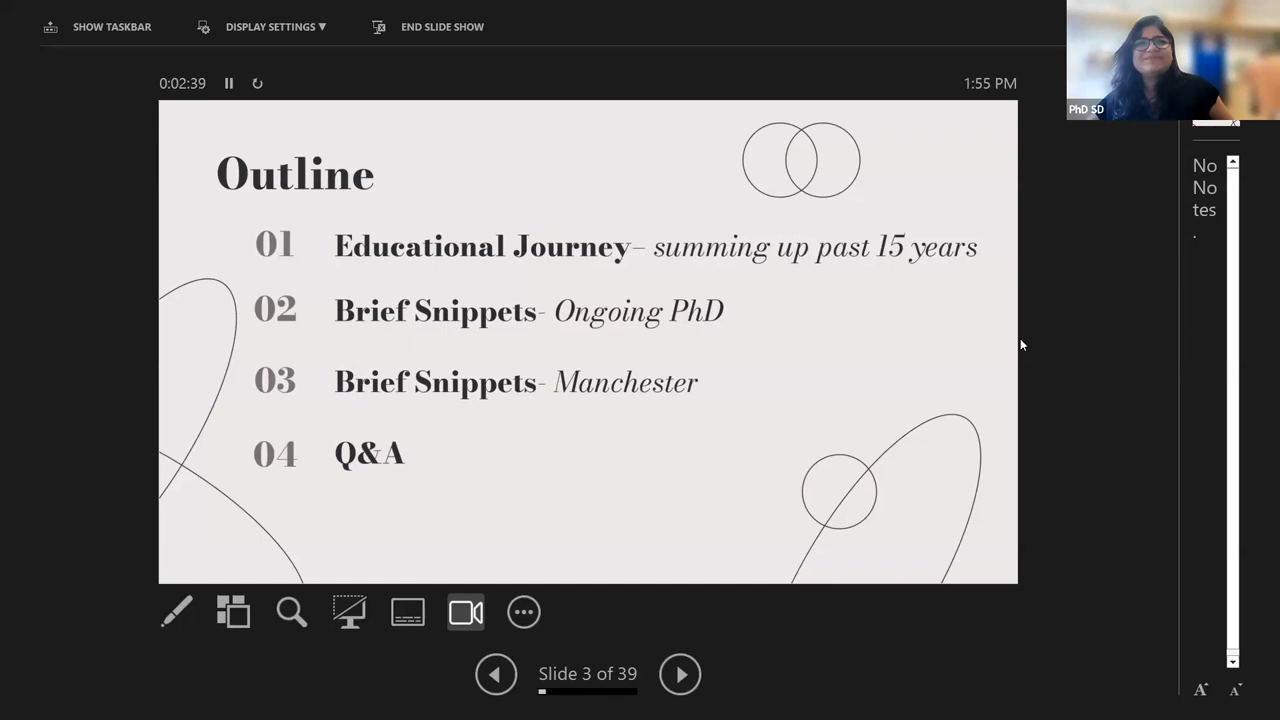 SHOW TASKBAR
DISPLAY SETTINGS ▼
END SLIDE SHOW
PhD SD
0:02:39
1:55 PM
Outline
01 Educational Journey– summing up past 15 years
02 Brief Snippets- Ongoing PhD
03 Brief Snippets- Manchester
04 Q&A
No
No
tes
.
Slide 3 of 39
A A